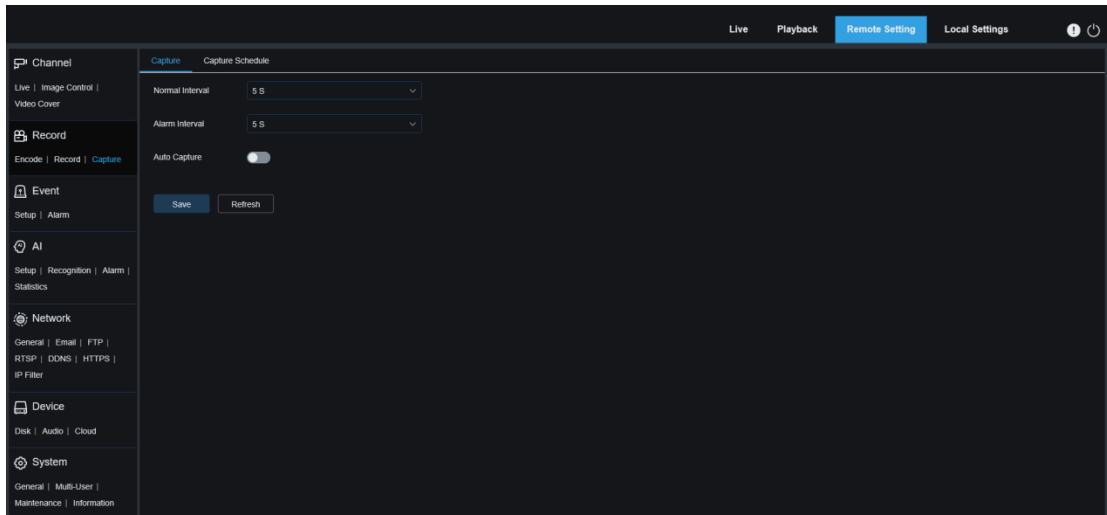 Live Playback Remote Setting Local Settings
Channel
Live | Image Control |
Video Cover
Record
Encode | Record | Capture
Event
Setup | Alarm
AI
Setup | Recognition | Alarm |
Statistics
Network
General | Email | FTP |
RTSP | DDNS | HTTPS |
IP Filter
Device
Disk | Audio | Cloud
System
General | Multi-User |
Maintenance | Information
Capture Capture Schedule
Normal Interval 5 S
Alarm Interval 5 S
Auto Capture
Save Refresh